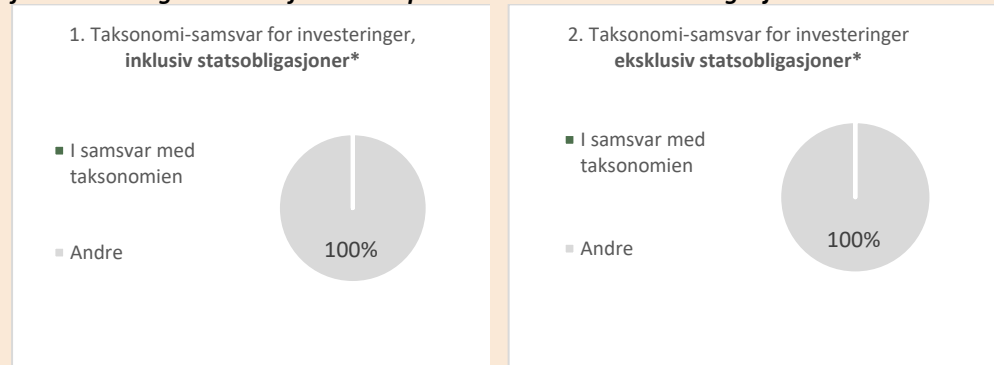 1. Taksonomi-samsvar for investeringer,
inklusiv statsobligasjoner*
I samsvar med
taksonomien
Andre
100%
2. Taksonomi-samsvar for investeringer
eksklusiv statsobligasjoner*
I samsvar med
taksonomien
Andre
100%